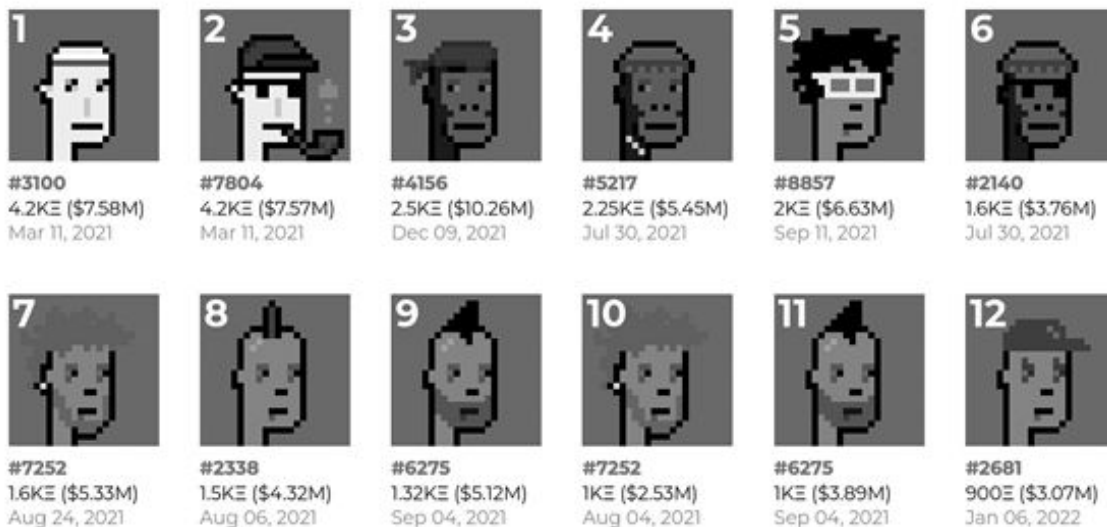 1
2
3
4
5
6
#3100
#7804
#4156
#5217
#8857
#2140
4.2KΞ ($7.58M)
4.2KΞ ($7.57M)
2.5KΞ ($10.26M)
2.25KΞ ($5.45M)
2KΞ ($6.63M)
1.6KΞ ($3.76M)
Mar 11, 2021
Mar 11, 2021
Dec 09, 2021
Jul 30, 2021
Sep 11, 2021
Jul 30, 2021
7
8
9
10
11
12
#7252
#2338
#6275
#7252
#6275
#2681
1.6KΞ ($5.33M)
1.5KΞ ($4.32M)
1.32KΞ ($5.12M)
1KΞ ($2.53M)
1KΞ ($3.89M)
900Ξ ($3.07M)
Aug 24, 2021
Aug 06, 2021
Sep 04, 2021
Aug 04, 2021
Sep 04, 2021
Jan 06, 2022